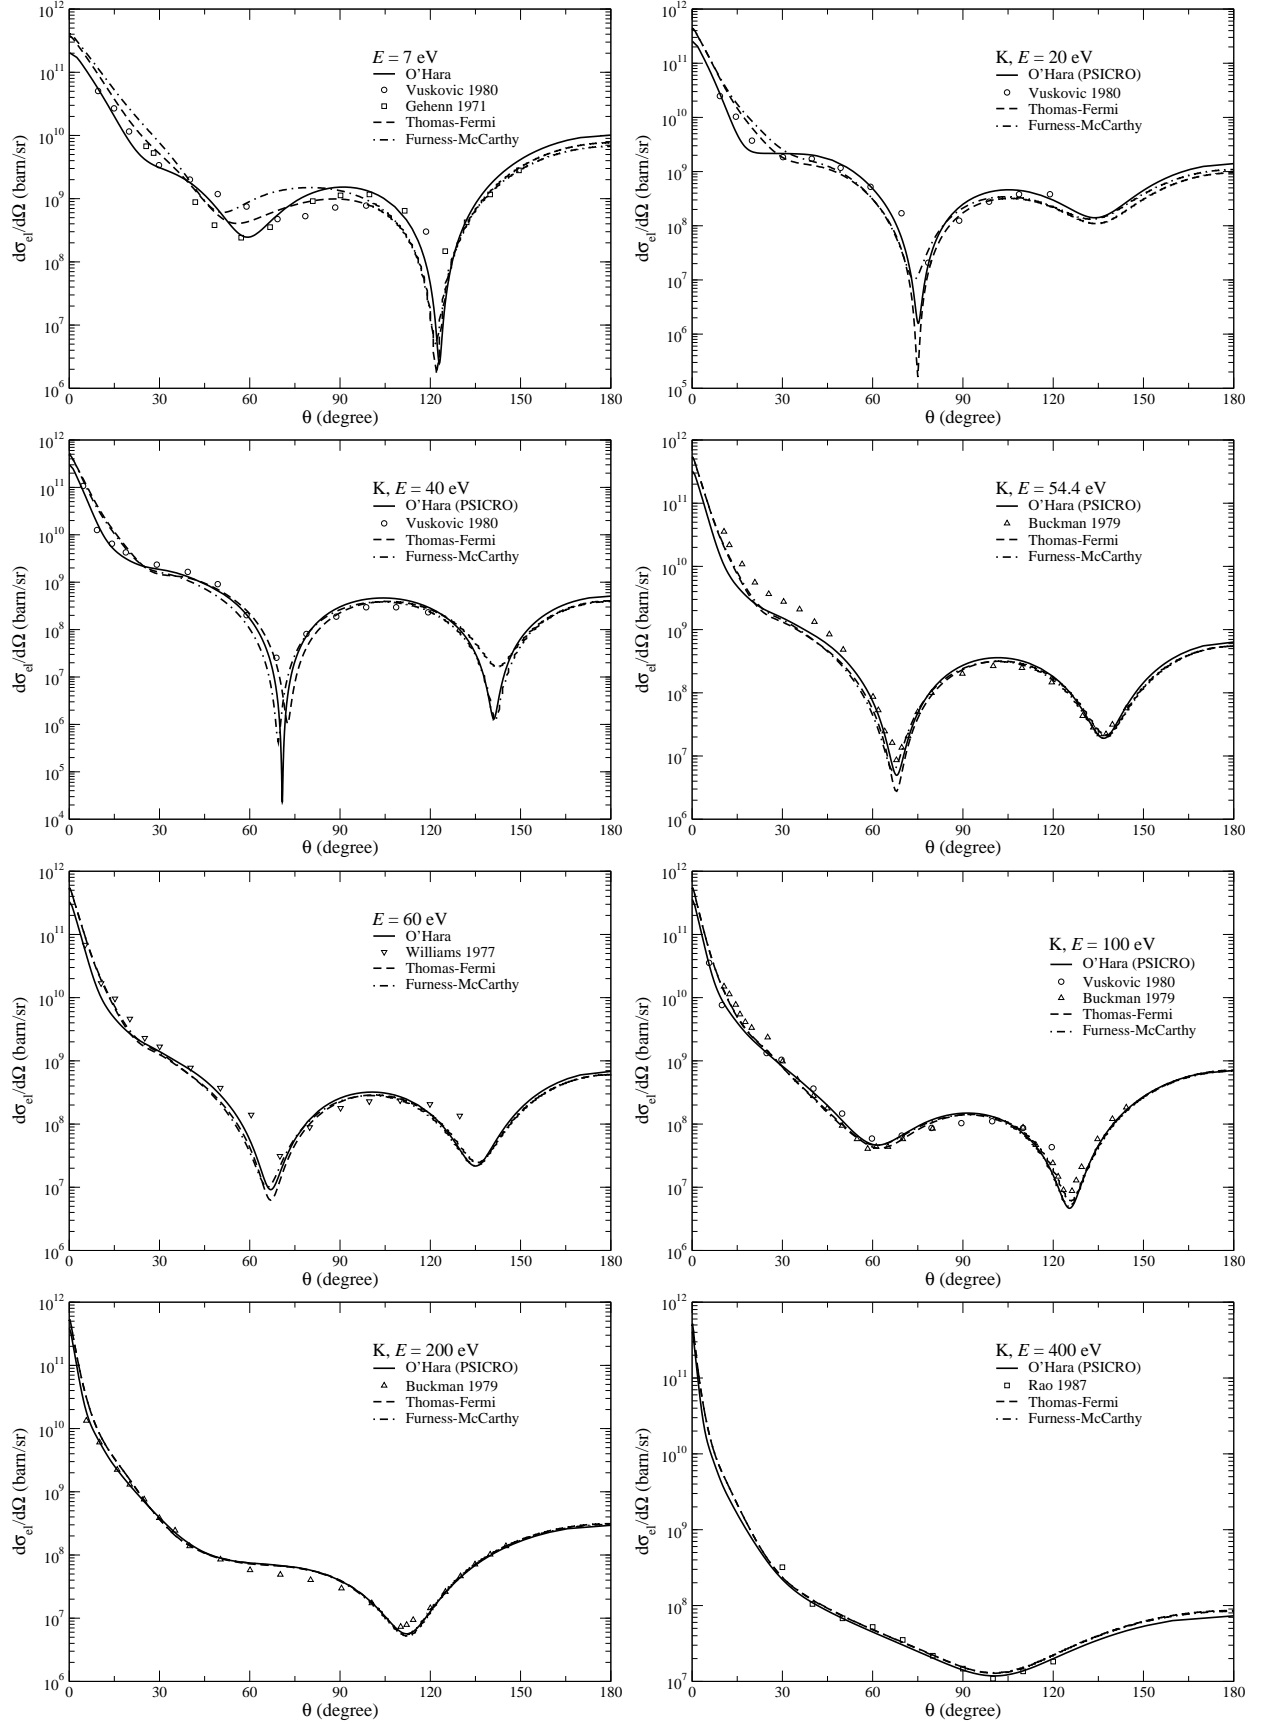 10^12
10^11
10^10
10^9
10^8
10^7
10^6
0 30 60 90 120 150 180
θ (degree)
dσ_el/dΩ (barn/sr)
E = 7 eV
O'Hara
Vuskovic 1980
Gehenn 1971
Thomas-Fermi
Furness-McCarthy
10^12
10^11
10^10
10^9
10^8
10^7
10^6
10^5
0 30 60 90 120 150 180
θ (degree)
dσ_el/dΩ (barn/sr)
K, E = 20 eV
O'Hara (PSICRO)
Vuskovic 1980
Thomas-Fermi
Furness-McCarthy
10^12
10^11
10^10
10^9
10^8
10^7
10^6
10^5
10^4
0 30 60 90 120 150 180
θ (degree)
dσ_el/dΩ (barn/sr)
K, E = 40 eV
O'Hara (PSICRO)
Vuskovic 1980
Thomas-Fermi
Furness-McCarthy
10^12
10^11
10^10
10^9
10^8
10^7
10^6
0 30 60 90 120 150 180
θ (degree)
dσ_el/dΩ (barn/sr)
K, E = 54.4 eV
O'Hara (PSICRO)
Buckman 1979
Thomas-Fermi
Furness-McCarthy
10^12
10^11
10^10
10^9
10^8
10^7
10^6
0 30 60 90 120 150 180
θ (degree)
dσ_el/dΩ (barn/sr)
E = 60 eV
O'Hara
Williams 1977
Thomas-Fermi
Furness-McCarthy
10^12
10^11
10^10
10^9
10^8
10^7
10^6
0 30 60 90 120 150 180
θ (degree)
dσ_el/dΩ (barn/sr)
K, E = 100 eV
O'Hara (PSICRO)
Vuskovic 1980
Buckman 1979
Thomas-Fermi
Furness-McCarthy
10^12
10^11
10^10
10^9
10^8
10^7
10^6
0 30 60 90 120 150 180
θ (degree)
dσ_el/dΩ (barn/sr)
K, E = 200 eV
O'Hara (PSICRO)
Buckman 1979
Thomas-Fermi
Furness-McCarthy
10^12
10^11
10^10
10^9
10^8
10^7
0 30 60 90 120 150 180
θ (degree)
dσ_el/dΩ (barn/sr)
K, E = 400 eV
O'Hara (PSICRO)
Rao 1987
Thomas-Fermi
Furness-McCarthy